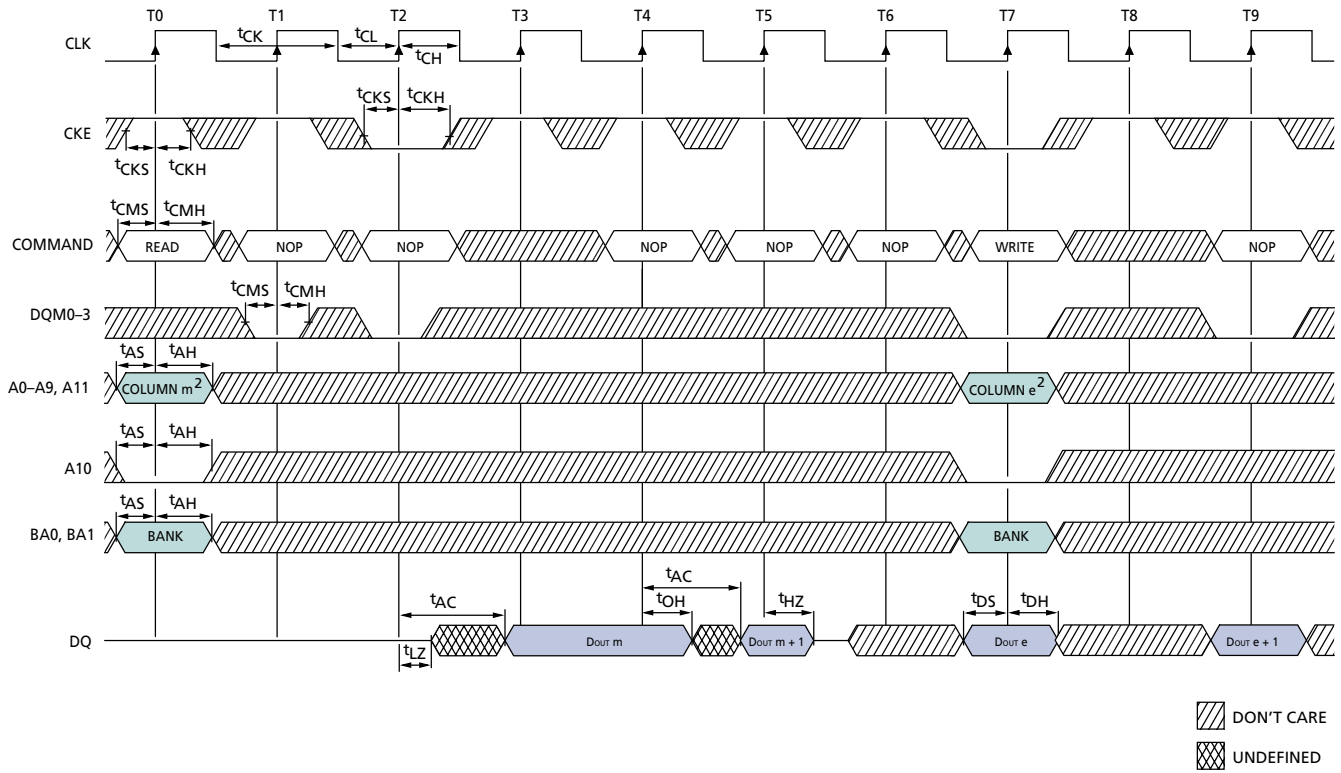 T0 T1 T2 T3 T4 T5 T6 T7 T8 T9
CLK
tCK tCL tCH
tCKS tCKH
CKE
tCKS tCKH
tCMS tCMH
COMMAND READ NOP NOP NOP NOP NOP WRITE NOP
tCMS tCMH
DQM0–3
tAS tAH
A0–A9, A11 COLUMN m2 COLUMN e2
tAS tAH
A10
tAS tAH
BA0, BA1 BANK BANK
tAC tAC tOH tHZ tDS tDH
DQ DOUT m DOUT m + 1 DOUT e DOUT e + 1
tLZ
DON'T CARE
UNDEFINED